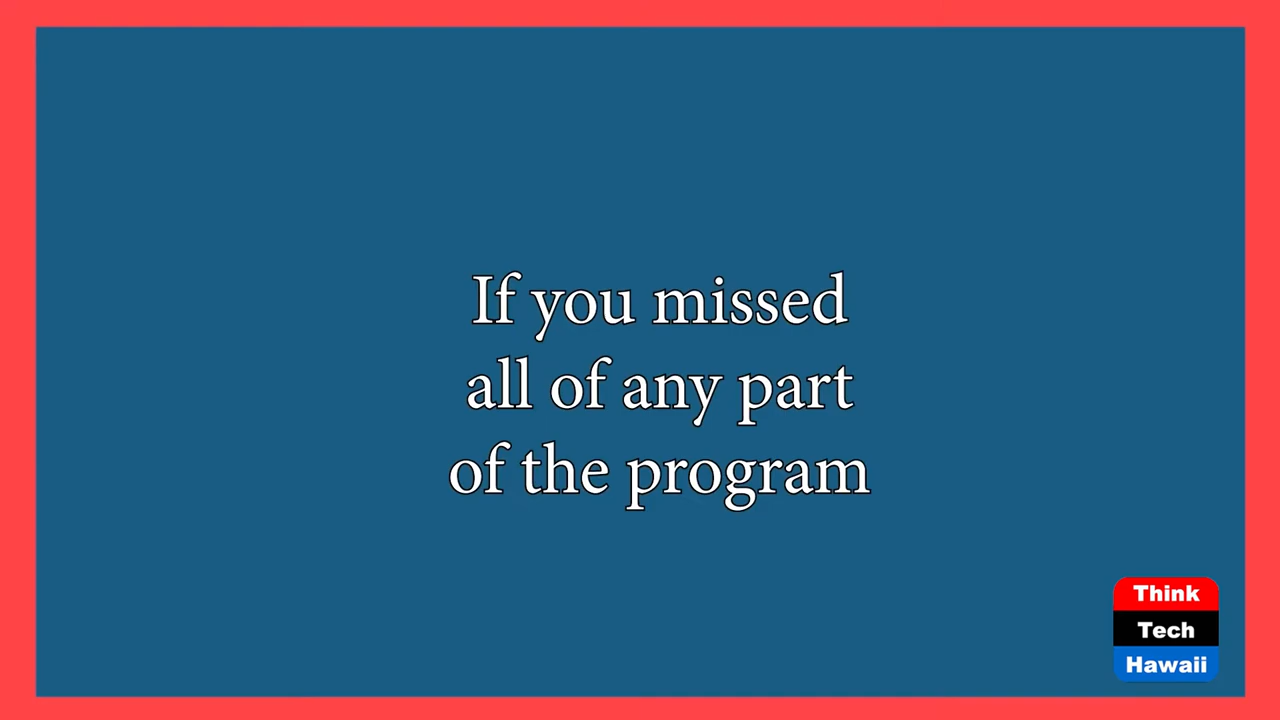 If you missed
all of any part
of the program
Think
Tech
Hawaii